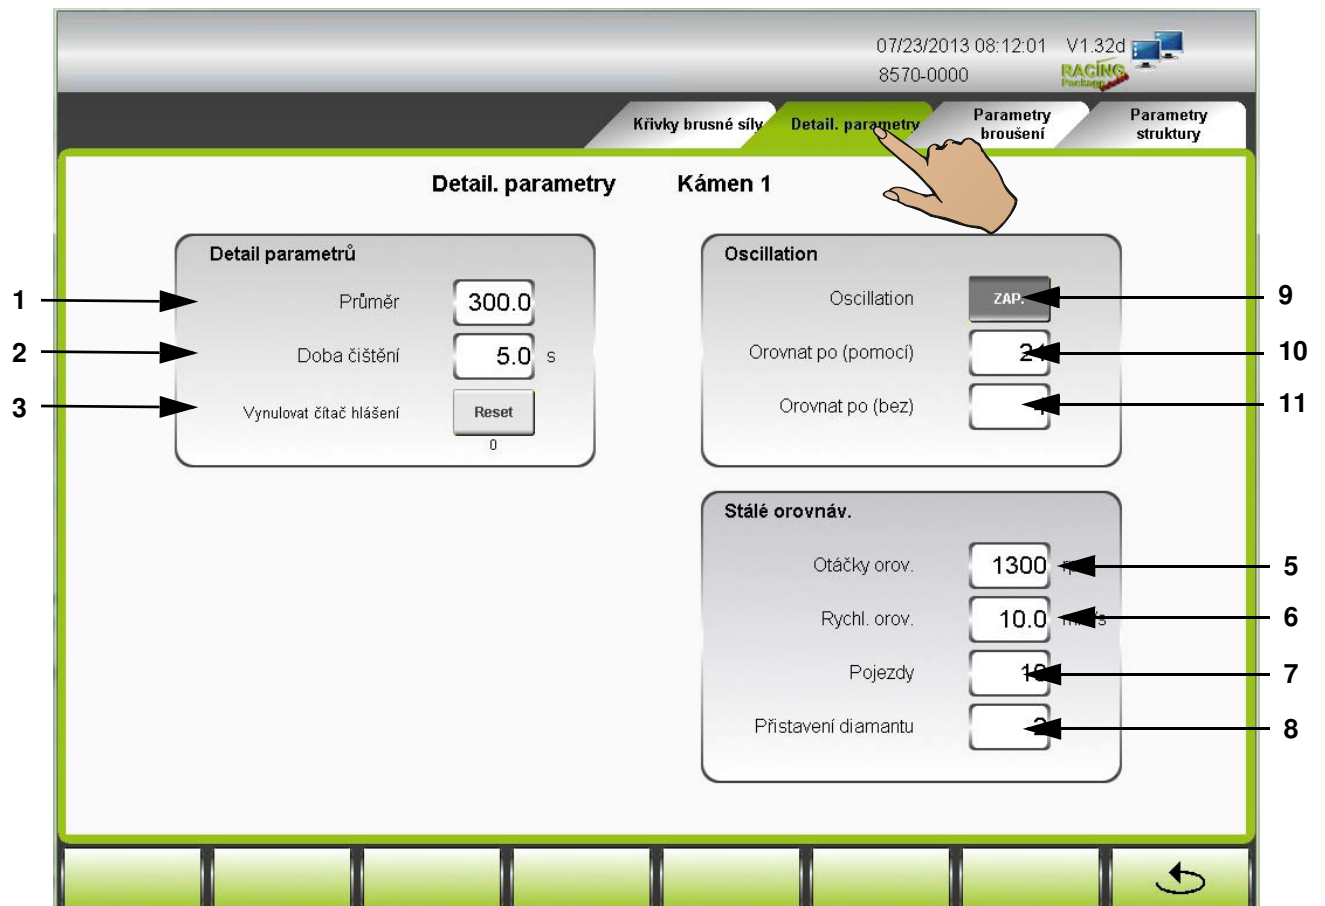 07/23/2013 08:12:01 V1.32d
8570-0000
RACING
Křivky brusné síly
Detail. parametry
Parametry
broušení
Parametry
struktury
Detail. parametry Kámen 1
Detail parametrů
1 Průměr 300.0
2 Doba čištění 5.0 s
3 Vynulovat čítač hlášení Reset
0
Oscillation
Oscillation ZAP. 9
Orovnat po (pomocí) 10
Orovnat po (bez) 11
Stálé orovnáv.
Otáčky orov. 1300 5
Rychl. orov. 10.0 6
Pojezdy 7
Přistavení diamantu 8